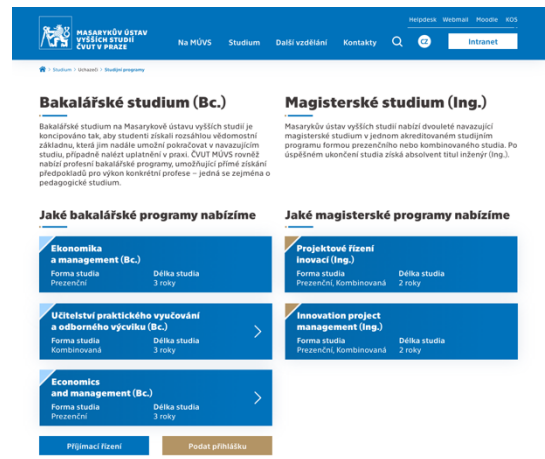 Helpdesk Webmail Moodle KOS
MASARYKŮV ÚSTAV
VYŠŠÍCH STUDIÍ
ČVUT V PRAZE
Na MÚVS Studium Další vzdělání Kontakty CZ Intranet
> Studium > Uchazeči > Studijní programy
Bakalářské studium (Bc.)
Bakalářské studium na Masarykově ústavu vyšších studií je
koncipováno tak, aby studenti získali rozsáhlou vědomostní
základnu, která jim nadále umožní pokračovat v navazujícím
studiu, případně nalézt uplatnění v praxi. ČVUT MÚVS rovněž
nabízí profesní bakalářské programy, umožňující přímé získání
předpokladů pro výkon konkrétní profese – jedná se zejména o
pedagogické studium.
Magisterské studium (Ing.)
Masarykův ústav vyšších studií nabízí dvouleté navazující
magisterské studium v jednom akreditovaném studijním
programu formou prezenčního nebo kombinovaného studia. Po
úspěšném ukončení studia získá absolvent titul inženýr (Ing.).
Jaké bakalářské programy nabízíme
Ekonomika
a management (Bc.)
Forma studia Délka studia
Prezenční 3 roky
Učitelství praktického vyučování
a odborného výcviku (Bc.)
Forma studia Délka studia
Kombinovaná 3 roky
Economics
and management (Bc.)
Forma studia Délka studia
Prezenční 3 roky
Přijímací řízení Podat přihlášku
Jaké magisterské programy nabízíme
Projektové řízení
inovací (Ing.)
Forma studia Délka studia
Prezenční, Kombinovaná 2 roky
Innovation project
management (Ing.)
Forma studia Délka studia
Prezenční, Kombinovaná 2 roky